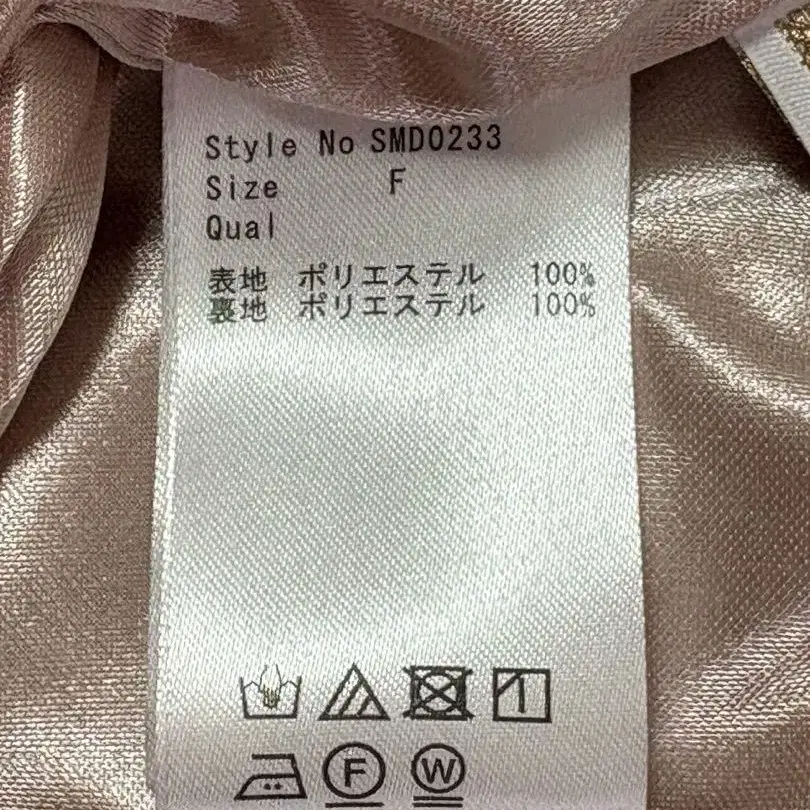 Style No SMD0233
Size F
Qual
表地 ポリエステル 100%
裏地 ポリエステル 100%
F W